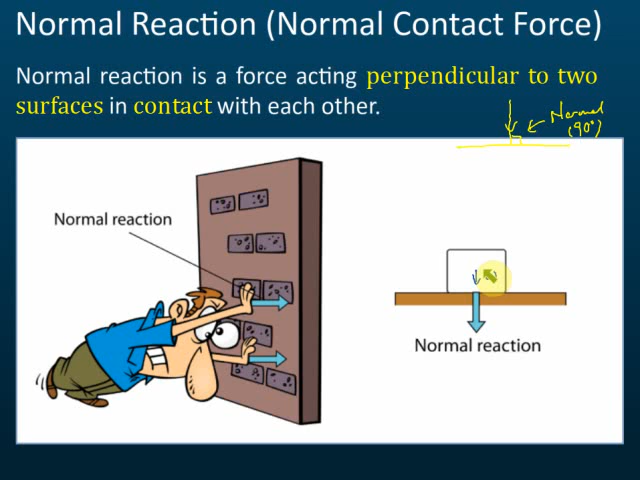 Normal Reaction (Normal Contact Force)
Normal reaction is a force acting perpendicular to two
surfaces in contact with each other.
Normal
(90°)
Normal reaction
Normal reaction